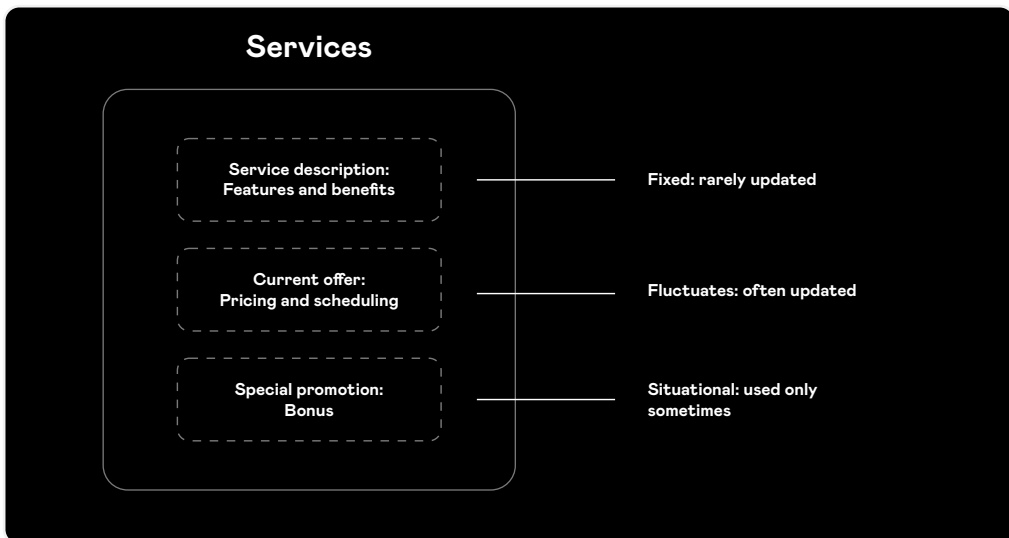 Services
Service description:
Features and benefits
Fixed: rarely updated
Current offer:
Pricing and scheduling
Fluctuates: often updated
Special promotion:
Bonus
Situational: used only
sometimes